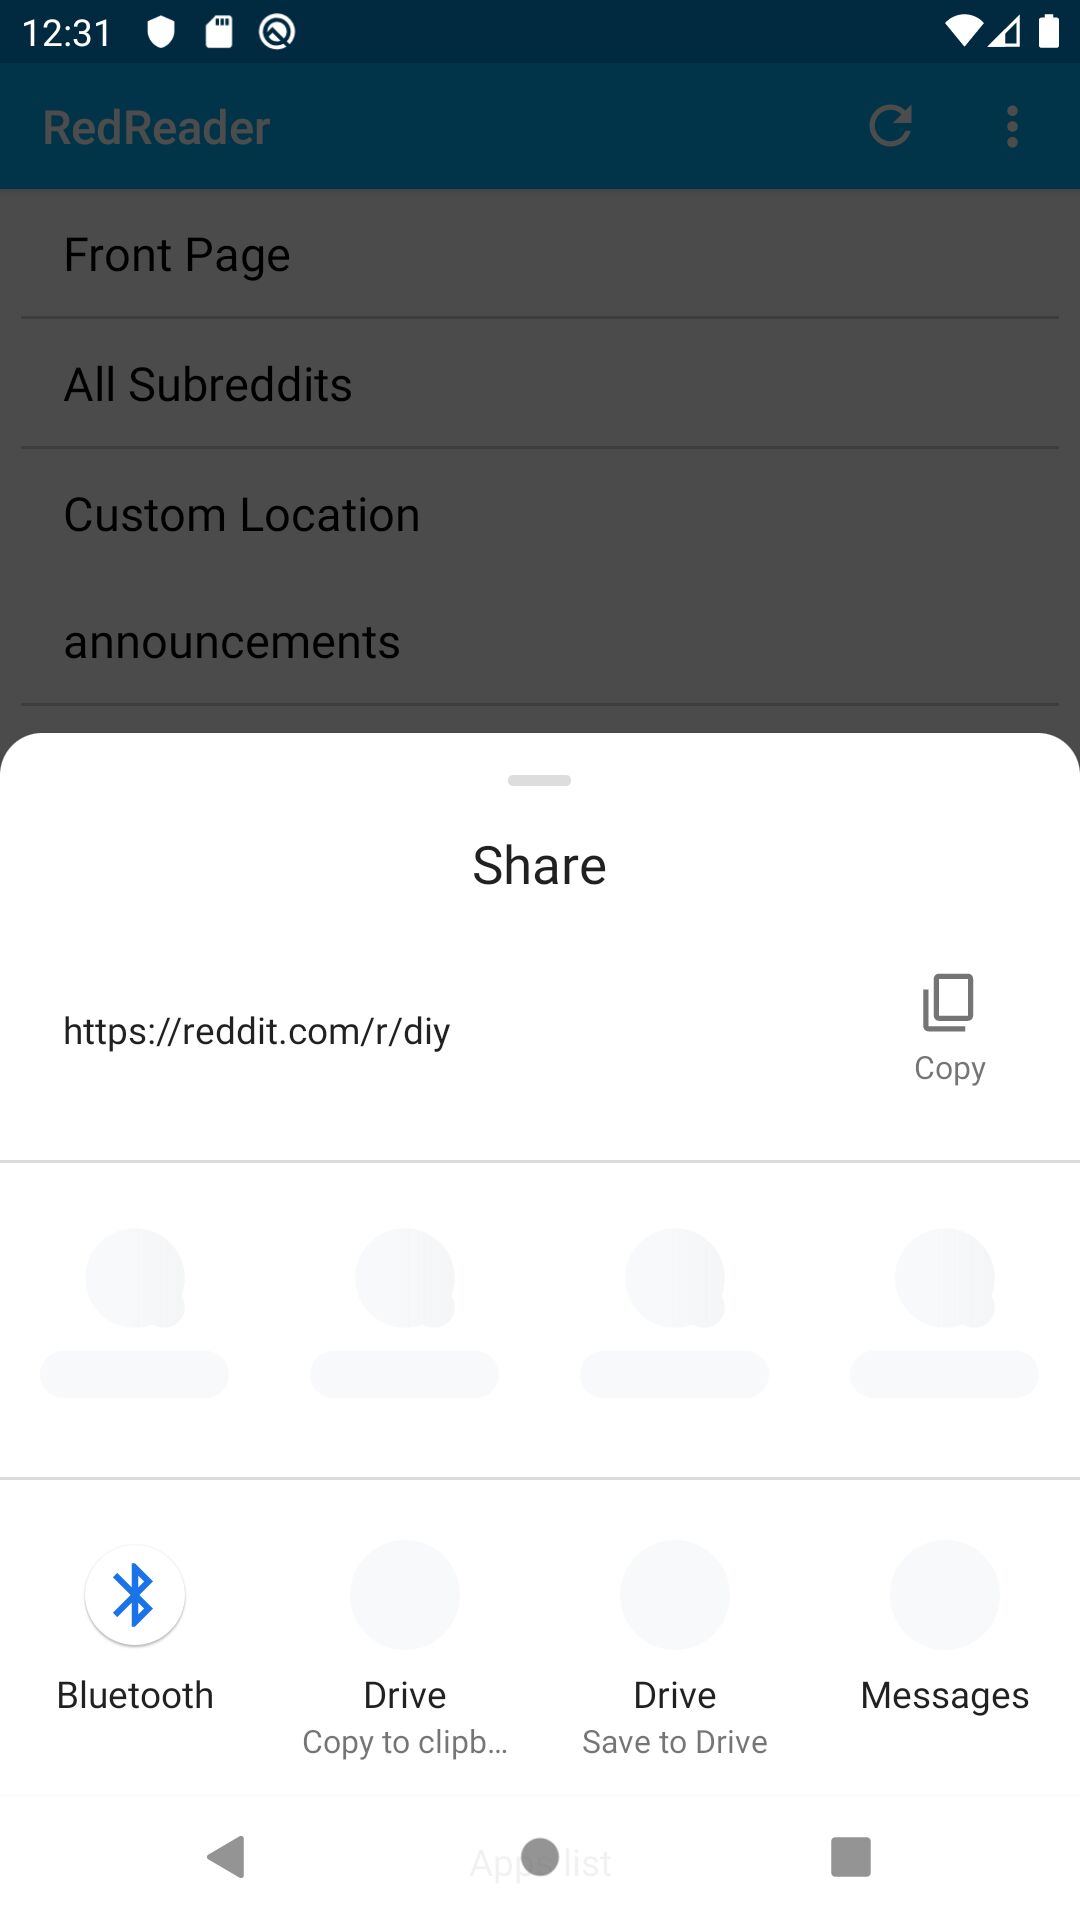 12:31
RedReader
Front Page
All Subreddits
Custom Location
announcements
Share
https://reddit.com/r/diy
Copy
Bluetooth
Drive
Copy to clipb…
Drive
Save to Drive
Messages
Apps list